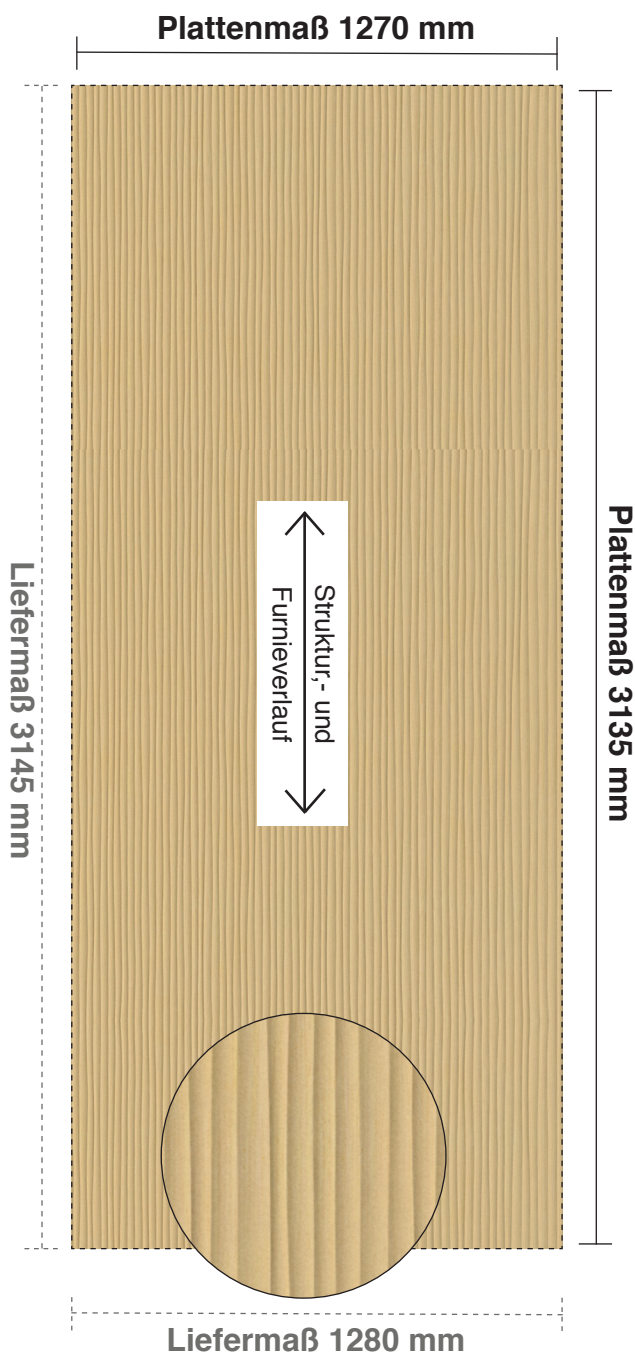 Plattenmaß 1270 mm
Plattenmaß 3135 mm
Struktur,- und
Furnieverlauf
Liefermaß 3145 mm
Liefermaß 1280 mm